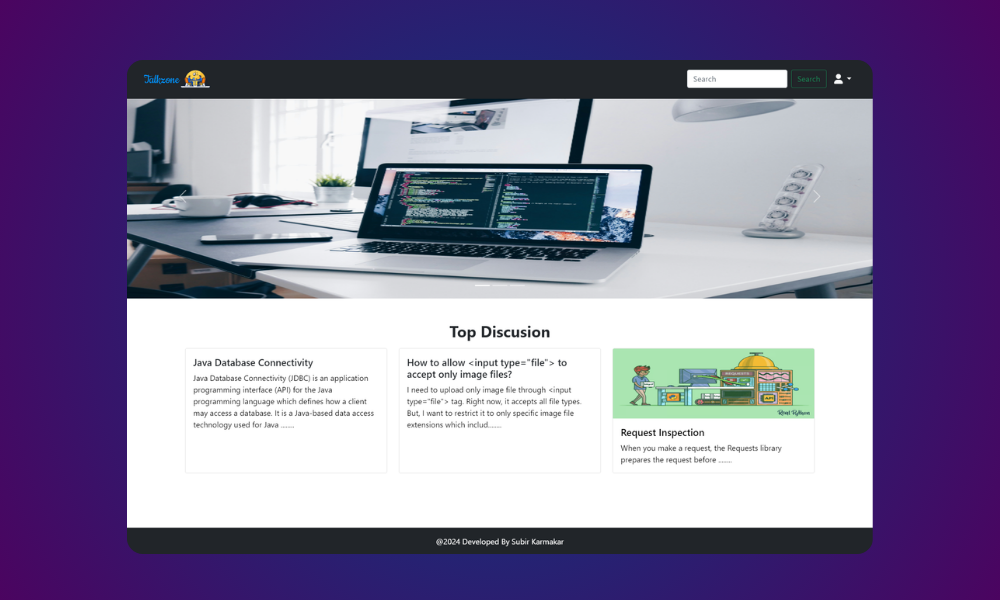 Talkzone
Search
Search
Top Discusion
Java Database Connectivity
Java Database Connectivity (JDBC) is an application
programming interface (API) for the Java
programming language which defines how a client
may access a database. It is a Java-based data access
technology used for Java ........
How to allow <input type="file"> to
accept only image files?
I need to upload only image file through <input
type="file"> tag. Right now, it accepts all file types.
But, I want to restrict it to only specific image file
extensions which includ........
Real Python
Request Inspection
When you make a request, the Requests library
prepares the request before ........
@2024 Developed By Subir Karmakar